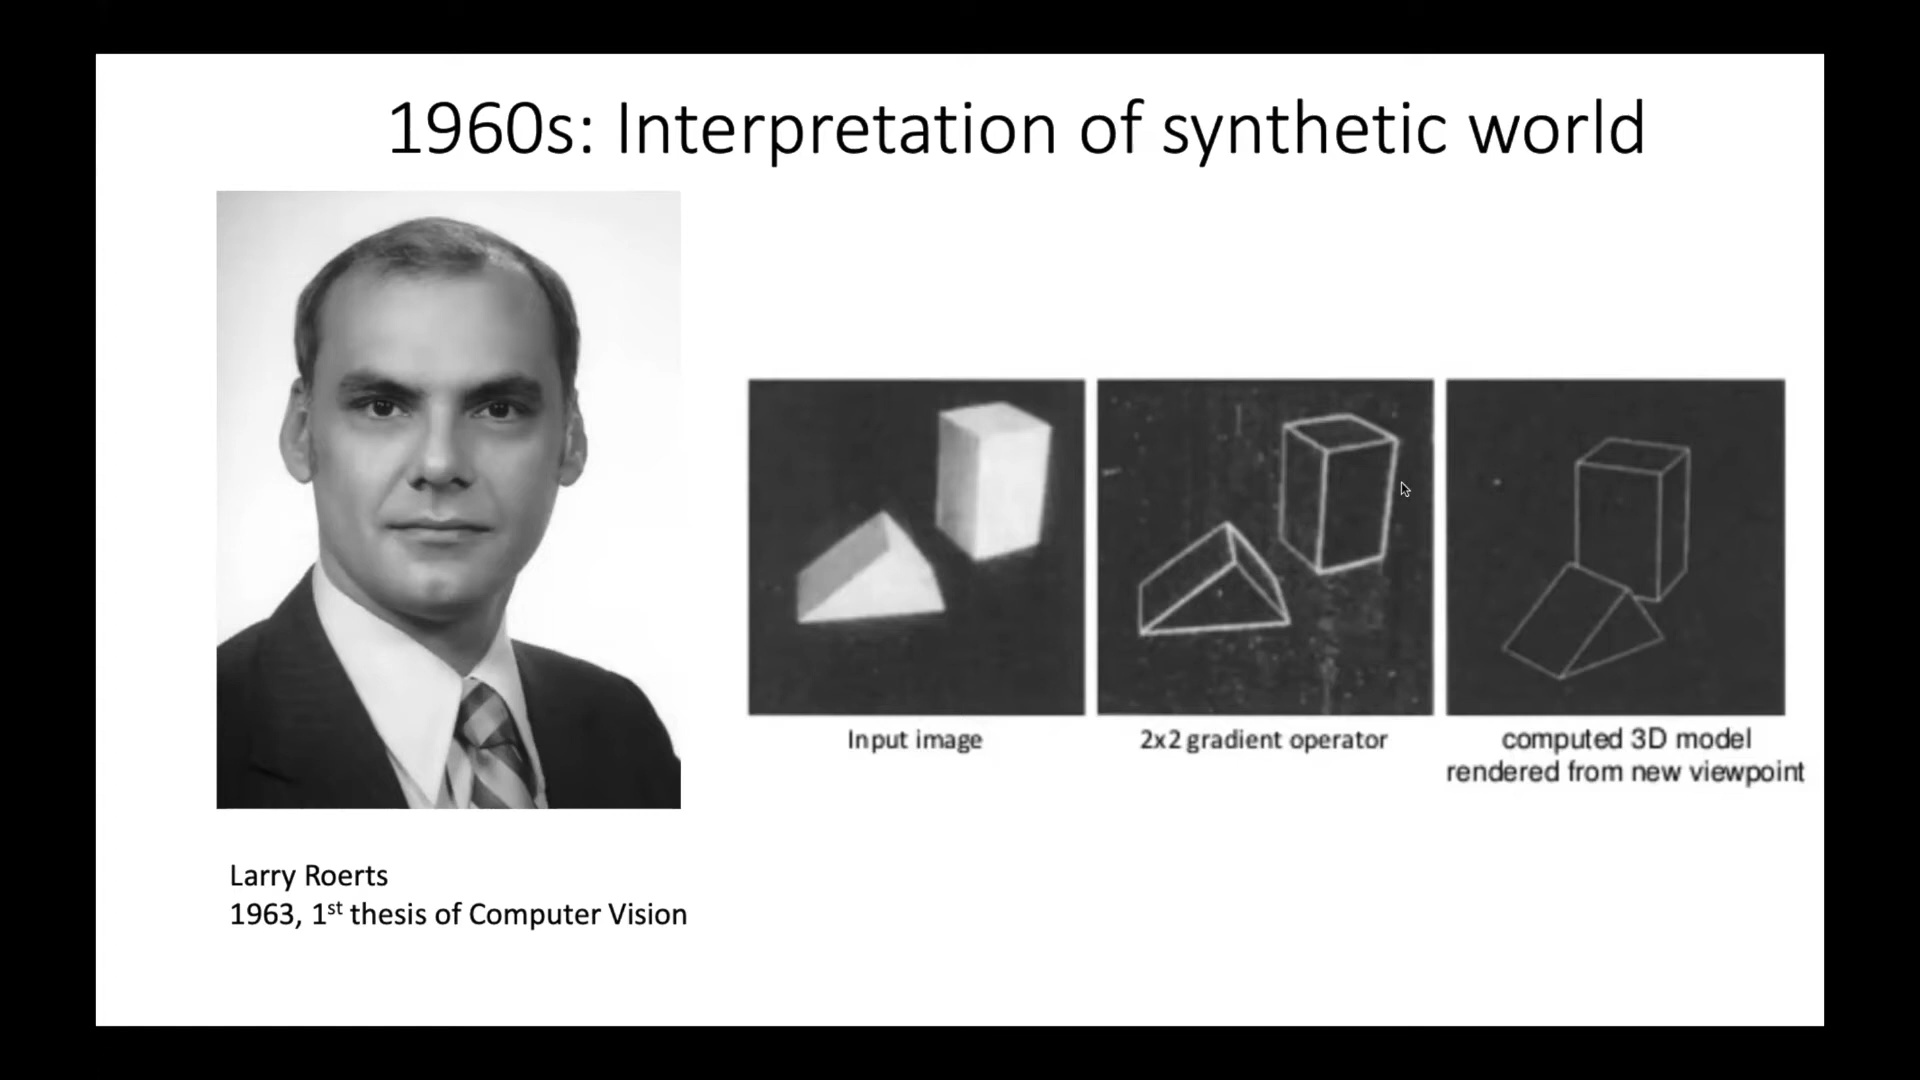 1960s: Interpretation of synthetic world
Input image
2x2 gradient operator
computed 3D model
rendered from new viewpoint
Larry Roerts
1963, 1st thesis of Computer Vision